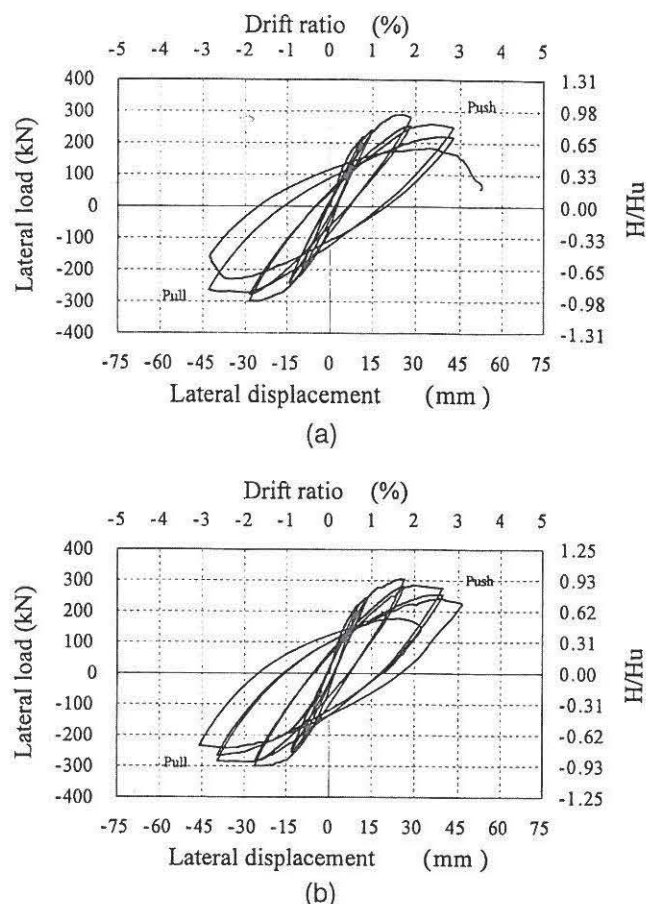 Drift ratio (%)
-5 -4 -3 -2 -1 0 1 2 3 4 5
Lateral load (kN)
400
300
200
100
0
-100
-200
-300
-400
Push
Pull
1.31
0.98
0.65
0.33
0.00
-0.33
-0.65
-0.98
-1.31
H/Hu
-75 -60 -45 -30 -15 0 15 30 45 60 75
Lateral displacement (mm)
(a)
Drift ratio (%)
-5 -4 -3 -2 -1 0 1 2 3 4 5
Lateral load (kN)
400
300
200
100
0
-100
-200
-300
-400
Push
Pull
1.25
0.93
0.62
0.31
0.00
-0.31
-0.62
-0.93
-1.25
H/Hu
-75 -60 -45 -30 -15 0 15 30 45 60 75
Lateral displacement (mm)
(b)